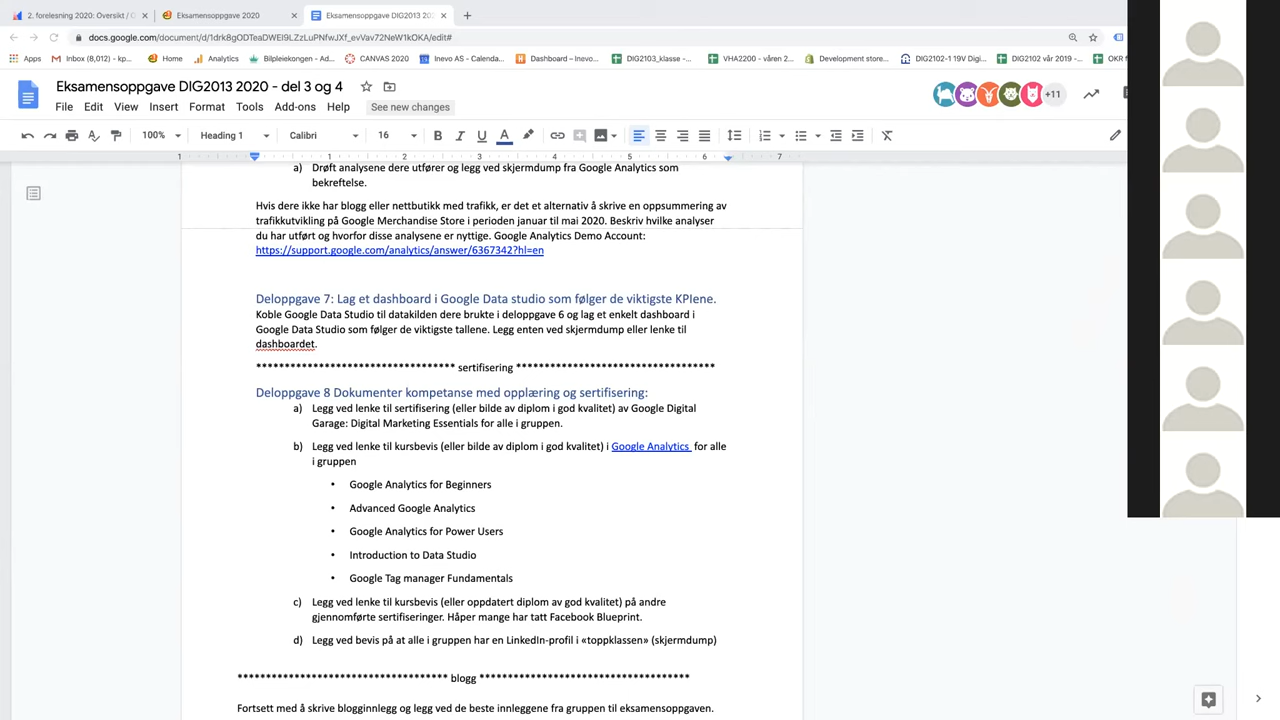 2. forelesning 2020: Oversikt / O
Eksamensoppgave 2020
Eksamensoppgave DIG2013 202
docs.google.com/document/d/1drk8gODTeaDWEl9LZzLuPNfwJXf_evVav72NeW1kOKA/edit#
Apps
Inbox (8,012) - kp...
Home
Analytics
Bilpleiekongen - Ad...
CANVAS 2020
Inevo AS - Calenda...
Dashboard – Inevo...
DIG2103_klasse -...
VHA2200 - våren 2...
Development store...
DIG2102-1 19V Digi...
DIG2102 vår 2019 -...
OKR f
Eksamensoppgave DIG2013 2020 - del 3 og 4
File Edit View Insert Format Tools Add-ons Help See new changes
+11
100% Heading 1 Calibri 16 B I U A
1 1 2 3 4 5 6 7
a) Drøft analysene dere utfører og legg ved skjermdump fra Google Analytics som
bekreftelse.
Hvis dere ikke har blogg eller nettbutikk med trafikk, er det et alternativ å skrive en oppsummering av
trafikkutvikling på Google Merchandise Store i perioden januar til mai 2020. Beskriv hvilke analyser
du har utført og hvorfor disse analysene er nyttige. Google Analytics Demo Account:
https://support.google.com/analytics/answer/6367342?hl=en
Deloppgave 7: Lag et dashboard i Google Data studio som følger de viktigste KPIene.
Koble Google Data Studio til datakilden dere brukte i deloppgave 6 og lag et enkelt dashboard i
Google Data Studio som følger de viktigste tallene. Legg enten ved skjermdump eller lenke til
dashboardet.
*********************************** sertifisering ***********************************
Deloppgave 8 Dokumenter kompetanse med opplæring og sertifisering:
a) Legg ved lenke til sertifisering (eller bilde av diplom i god kvalitet) av Google Digital
Garage: Digital Marketing Essentials for alle i gruppen.
b) Legg ved lenke til kursbevis (eller bilde av diplom i god kvalitet) i Google Analytics for alle
i gruppen
• Google Analytics for Beginners
• Advanced Google Analytics
• Google Analytics for Power Users
• Introduction to Data Studio
• Google Tag manager Fundamentals
c) Legg ved lenke til kursbevis (eller oppdatert diplom av god kvalitet) på andre
gjennomførte sertifiseringer. Håper mange har tatt Facebook Blueprint.
d) Legg ved bevis på at alle i gruppen har en LinkedIn-profil i «toppklassen» (skjermdump)
************************************* blogg *************************************
Fortsett med å skrive blogginnlegg og legg ved de beste innleggene fra gruppen til eksamensoppgaven.